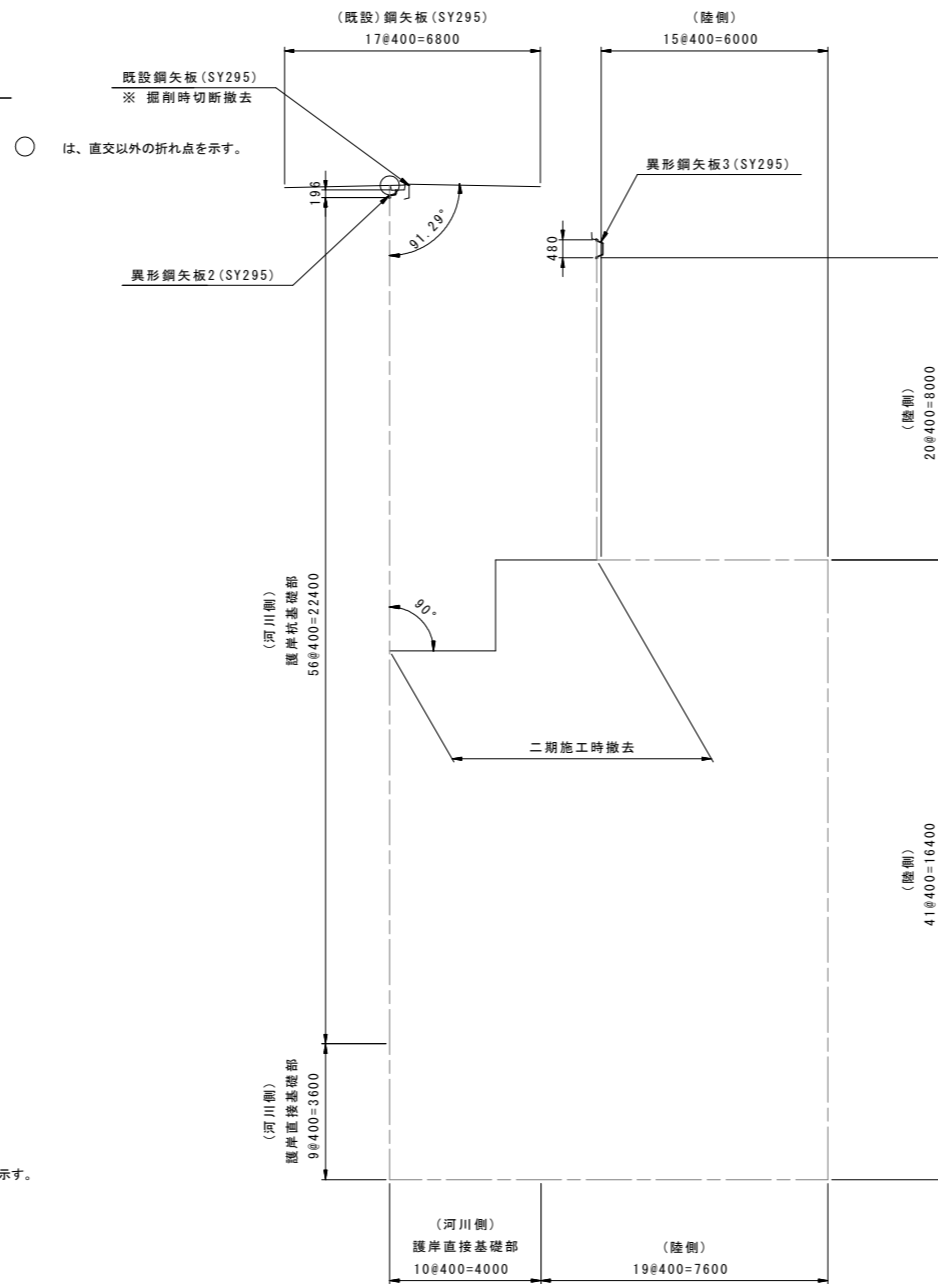 (既設)鋼矢板(SY295)
17@400=6800
(陸側)
15@400=6000
既設鋼矢板(SY295)
※ 掘削時切断撤去
◯ は、直交以外の折れ点を示す。
異形鋼矢板3(SY295)
196
91.29°
480
異形鋼矢板2(SY295)
(陸側)
20@400=8000
(河川側)
護岸杭基礎部
56@400=22400
90°
二期施工時撤去
(陸側)
41@400=16400
(河川側)
護岸直接基礎部
9@400=3600
示す。
(河川側)
護岸直接基礎部
10@400=4000
(陸側)
19@400=7600